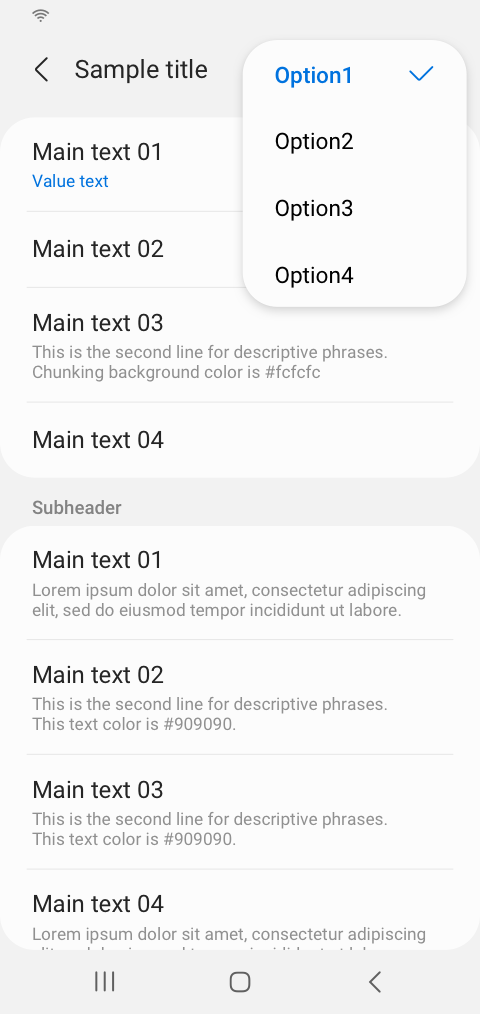 Sample title
Option1
Option2
Option3
Option4
Main text 01
Value text
Main text 02
Main text 03
This is the second line for descriptive phrases.
Chunking background color is #fcfcfc
Main text 04
Subheader
Main text 01
Lorem ipsum dolor sit amet, consectetur adipiscing
elit, sed do eiusmod tempor incididunt ut labore.
Main text 02
This is the second line for descriptive phrases.
This text color is #909090.
Main text 03
This is the second line for descriptive phrases.
This text color is #909090.
Main text 04
Lorem ipsum dolor sit amet, consectetur adipiscing